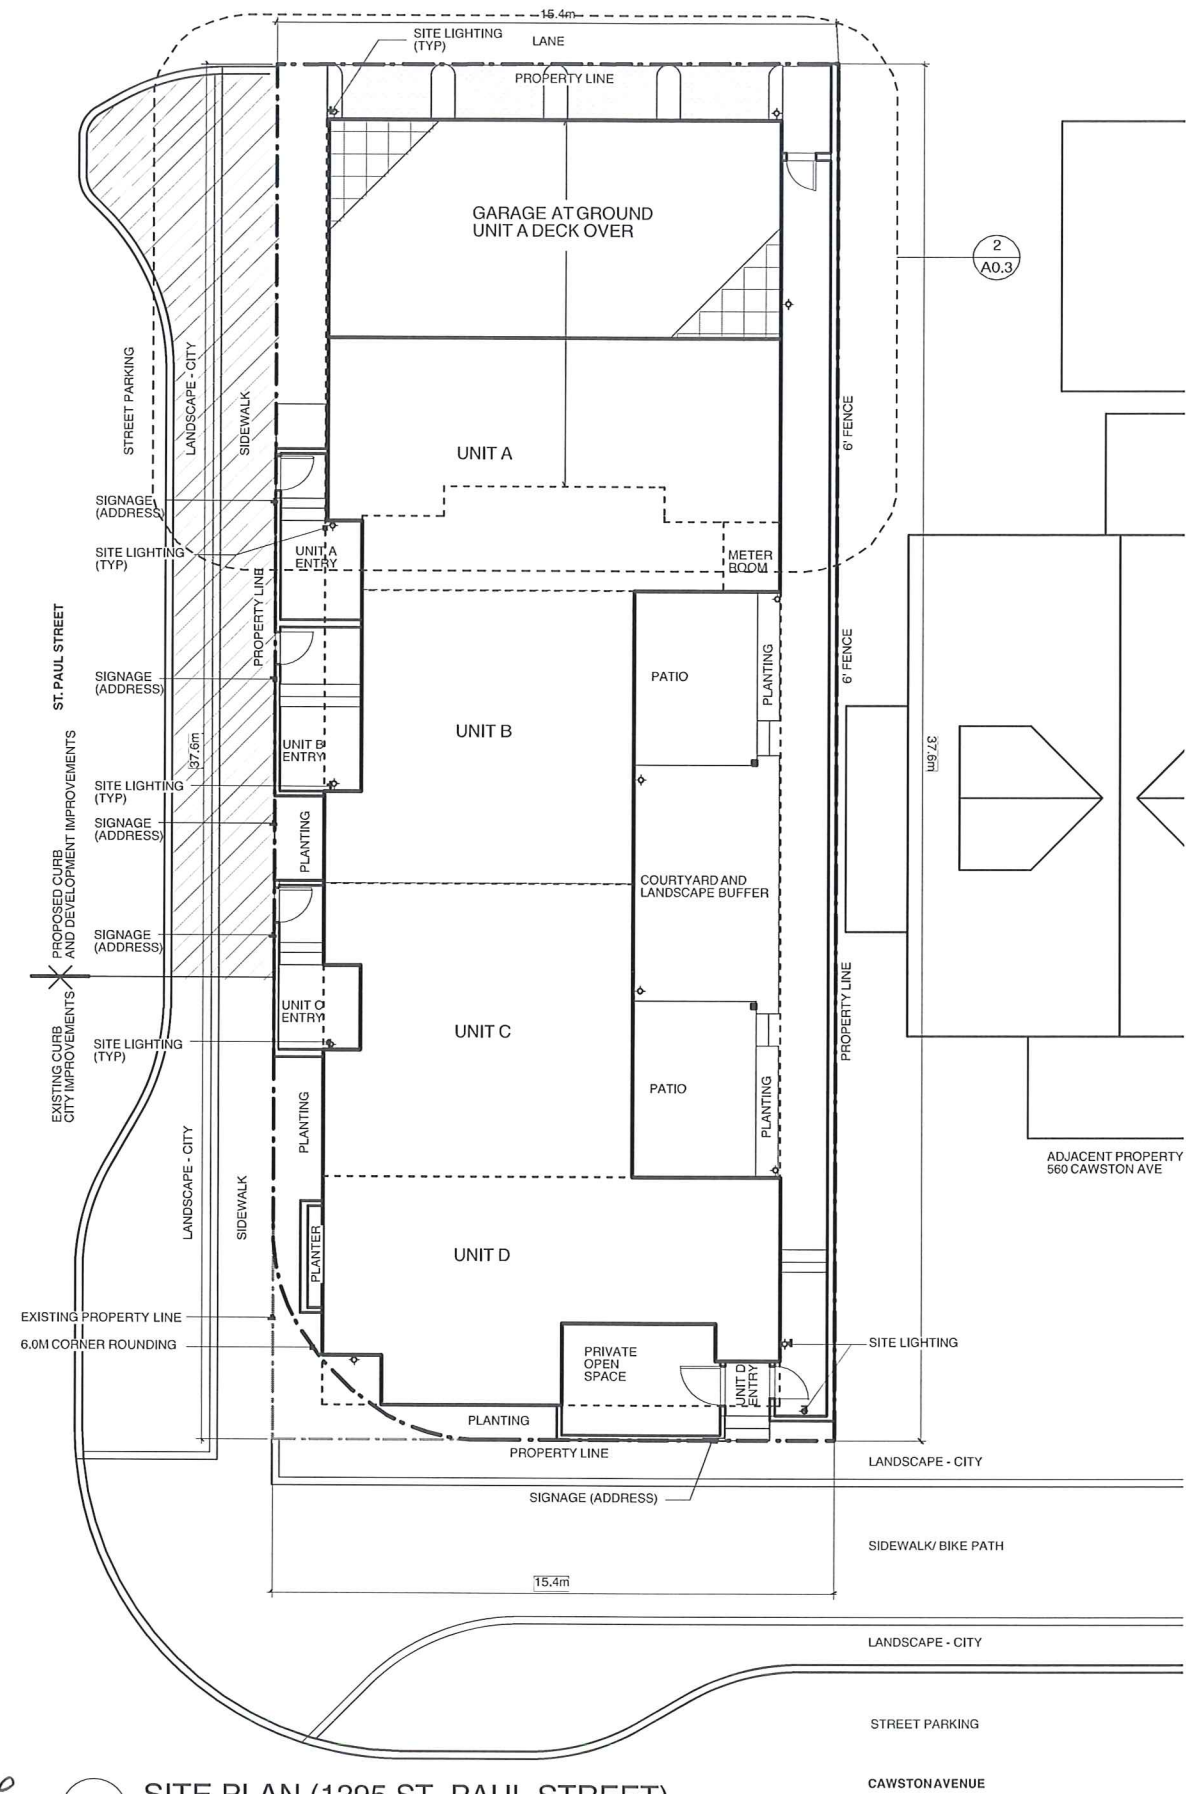 15.4m
SITE LIGHTING
(TYP)
LANE
PROPERTY LINE
GARAGE AT GROUND
UNIT A DECK OVER
2
A0.3
STREET PARKING
LANDSCAPE - CITY
SIDEWALK
6' FENCE
UNIT A
SIGNAGE
(ADDRESS)
SITE LIGHTING
(TYP)
UNIT A
ENTRY
METER
ROOM
PROPERTY LINE
ST. PAUL STREET
6' FENCE
SIGNAGE
(ADDRESS)
PATIO
PLANTING
UNIT B
UNIT B
ENTRY
37.6m
37.6m
SITE LIGHTING
(TYP)
SIGNAGE
(ADDRESS)
PLANTING
PROPOSED CURB
AND DEVELOPMENT IMPROVEMENTS
COURTYARD AND
LANDSCAPE BUFFER
SIGNAGE
(ADDRESS)
UNIT C
ENTRY
UNIT C
PROPERTY LINE
SITE LIGHTING
(TYP)
EXISTING CURB
CITY IMPROVEMENTS
PATIO
PLANTING
PLANTING
LANDSCAPE - CITY
SIDEWALK
ADJACENT PROPERTY
560 CAWSTON AVE
PLANTER
UNIT D
EXISTING PROPERTY LINE
6.0M CORNER ROUNDING
SITE LIGHTING
PRIVATE
OPEN
SPACE
UNIT D
ENTRY
PLANTING
PROPERTY LINE
LANDSCAPE - CITY
SIGNAGE (ADDRESS)
SIDEWALK/ BIKE PATH
15.4m
LANDSCAPE - CITY
STREET PARKING
CAWSTON AVENUE
SITE PLAN (1295 ST. PAUL STREET)